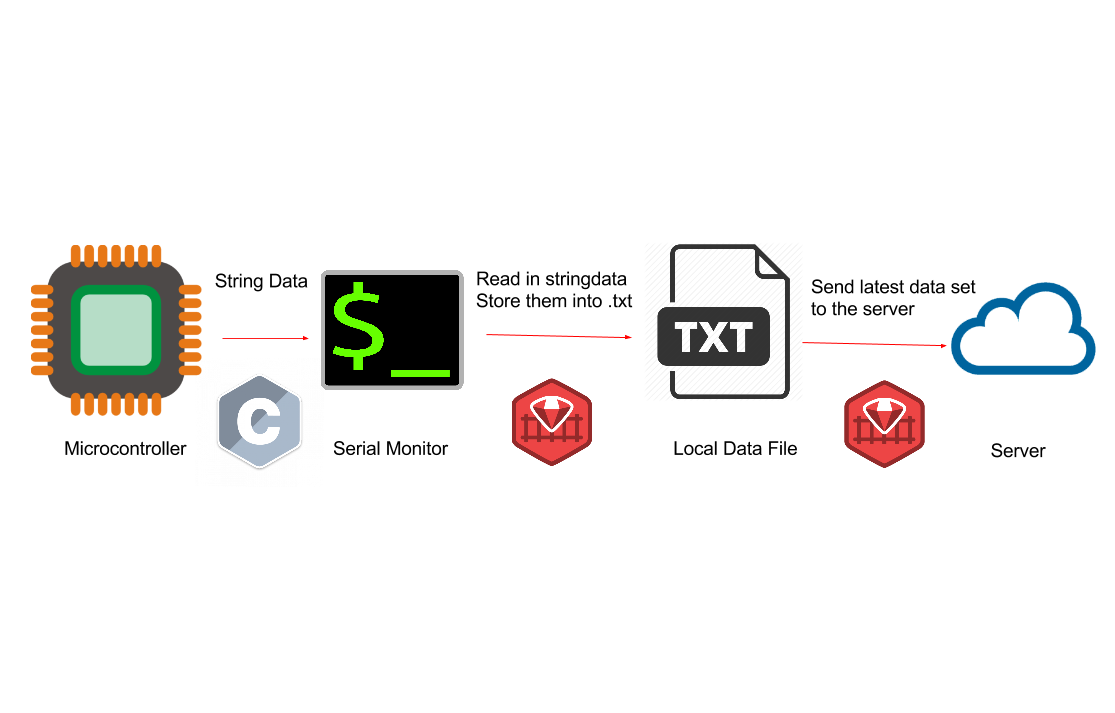 String Data
Read in stringdata
Store them into .txt
Send latest data set
to the server
$_
TXT
C
Microcontroller
Serial Monitor
Local Data File
Server